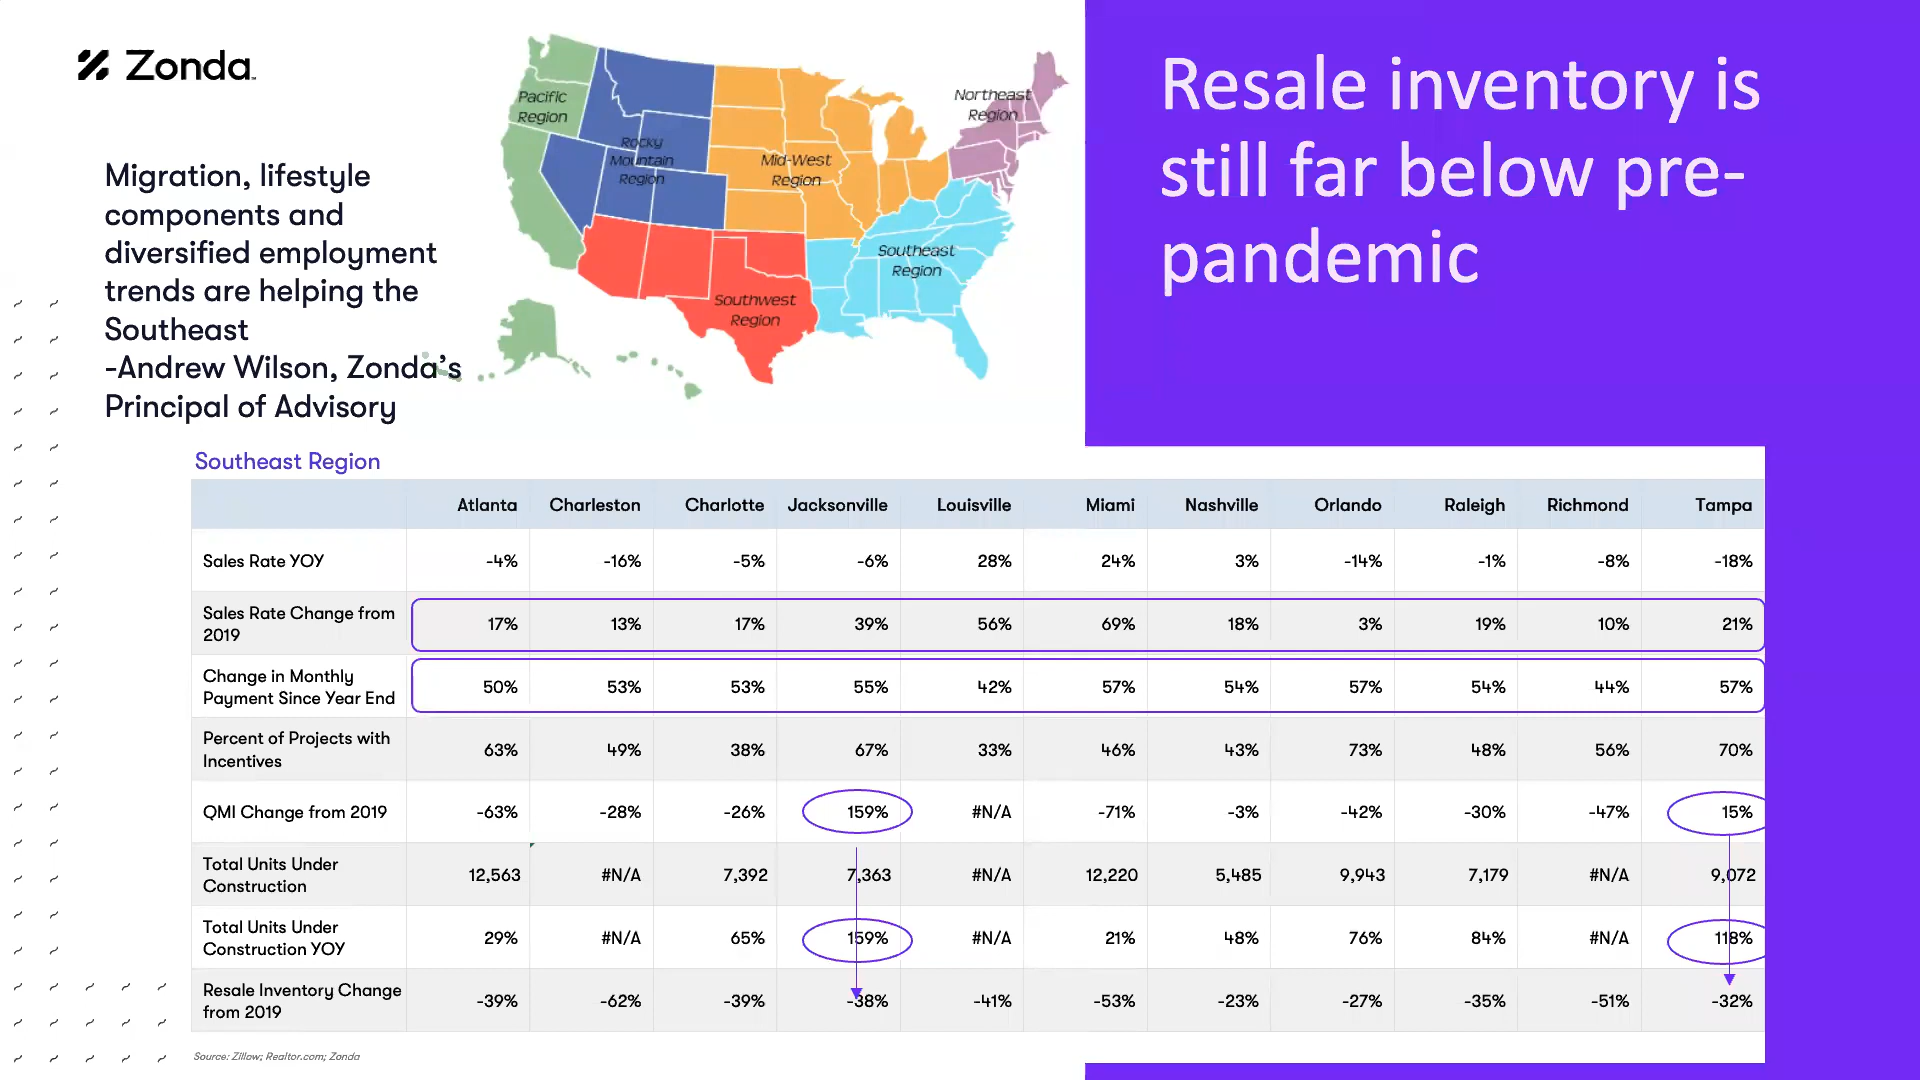 Zonda
Resale inventory is
still far below pre-
pandemic
Migration, lifestyle
components and
diversified employment
trends are helping the
Southeast
-Andrew Wilson, Zonda's
Principal of Advisory
Pacific
Region
Rocky
Mountain
Region
Mid-West
Region
Northeast
Region
Southeast
Region
Southwest
Region
Southeast Region
Atlanta Charleston Charlotte Jacksonville Louisville Miami Nashville Orlando Raleigh Richmond Tampa
Sales Rate YOY -4% -16% -5% -6% 28% 24% 3% -14% -1% -8% -18%
Sales Rate Change from
2019 17% 13% 17% 39% 56% 69% 18% 3% 19% 10% 21%
Change in Monthly
Payment Since Year End 50% 53% 53% 55% 42% 57% 54% 57% 54% 44% 57%
Percent of Projects with
Incentives 63% 49% 38% 67% 33% 46% 43% 73% 48% 56% 70%
QMI Change from 2019 -63% -28% -26% 159% #N/A -71% -3% -42% -30% -47% 15%
Total Units Under
Construction 12,563 #N/A 7,392 7,363 #N/A 12,220 5,485 9,943 7,179 #N/A 9,072
Total Units Under
Construction YOY 29% #N/A 65% 159% #N/A 21% 48% 76% 84% #N/A 118%
Resale Inventory Change
from 2019 -39% -62% -39% -38% -41% -53% -23% -27% -35% -51% -32%
Source: Zillow; Realtor.com; Zonda